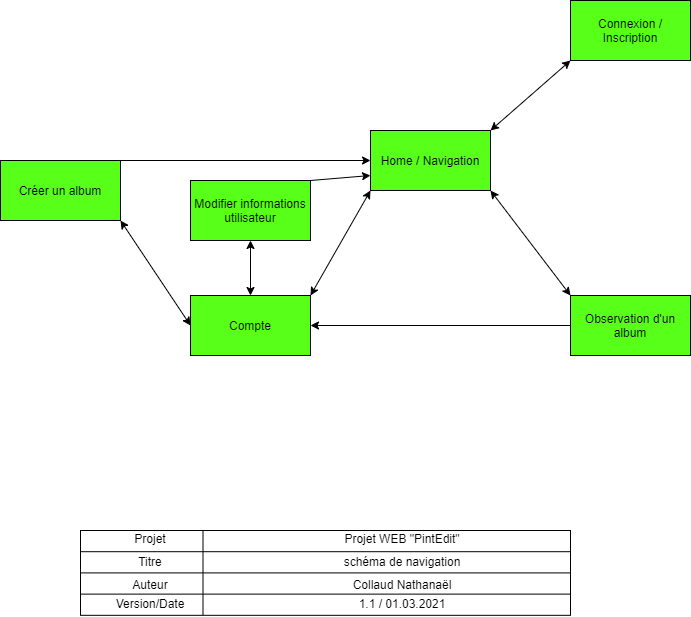 Connexion /
Inscription
Home / Navigation
Créer un album
Modifier informations
utilisateur
Compte
Observation d'un
album
Projet
Projet WEB "PintEdit"
Titre
schéma de navigation
Auteur
Collaud Nathanaël
Version/Date
1.1 / 01.03.2021